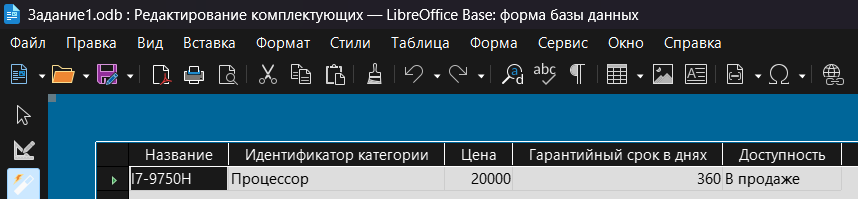 Задание1.odb : Редактирование комплектующих — LibreOffice Base: форма базы данных
Файл Правка Вид Вставка Формат Стили Таблица Форма Сервис Окно Справка
Название Идентификатор категории Цена Гарантийный срок в днях Доступность
I7-9750H Процессор 20000 360 В продаже